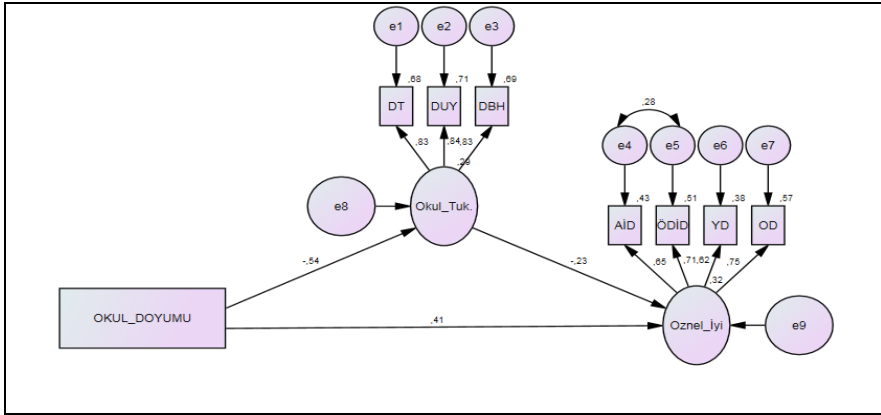 e1 e2 e3
,68 ,71 ,69
DT DUY DBH
,83 ,84 ,83
,29
e8 Okul_Tuk.
,28
e4 e5 e6 e7
,43 ,51 ,38 ,57
AİD ÖDİD YD OD
,65 ,71 ,62 ,75
,32
-,54 -,23
OKUL_DOYUMU ,41 Oznel_İyi e9